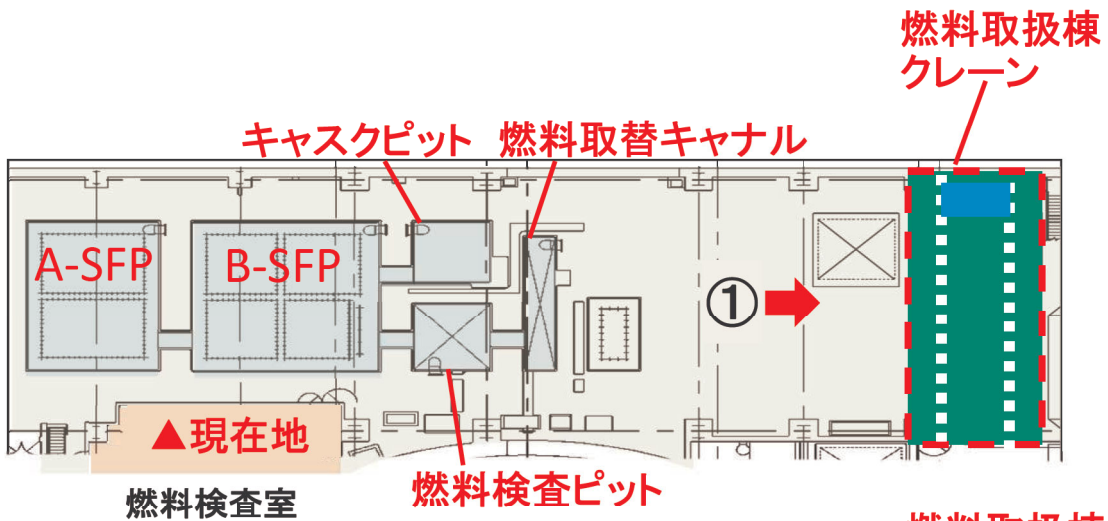 燃料取扱棟
クレーン
キャスクピット
燃料取替キャナル
A-SFP
B-SFP
①
▲現在地
燃料検査ピット
燃料検査室